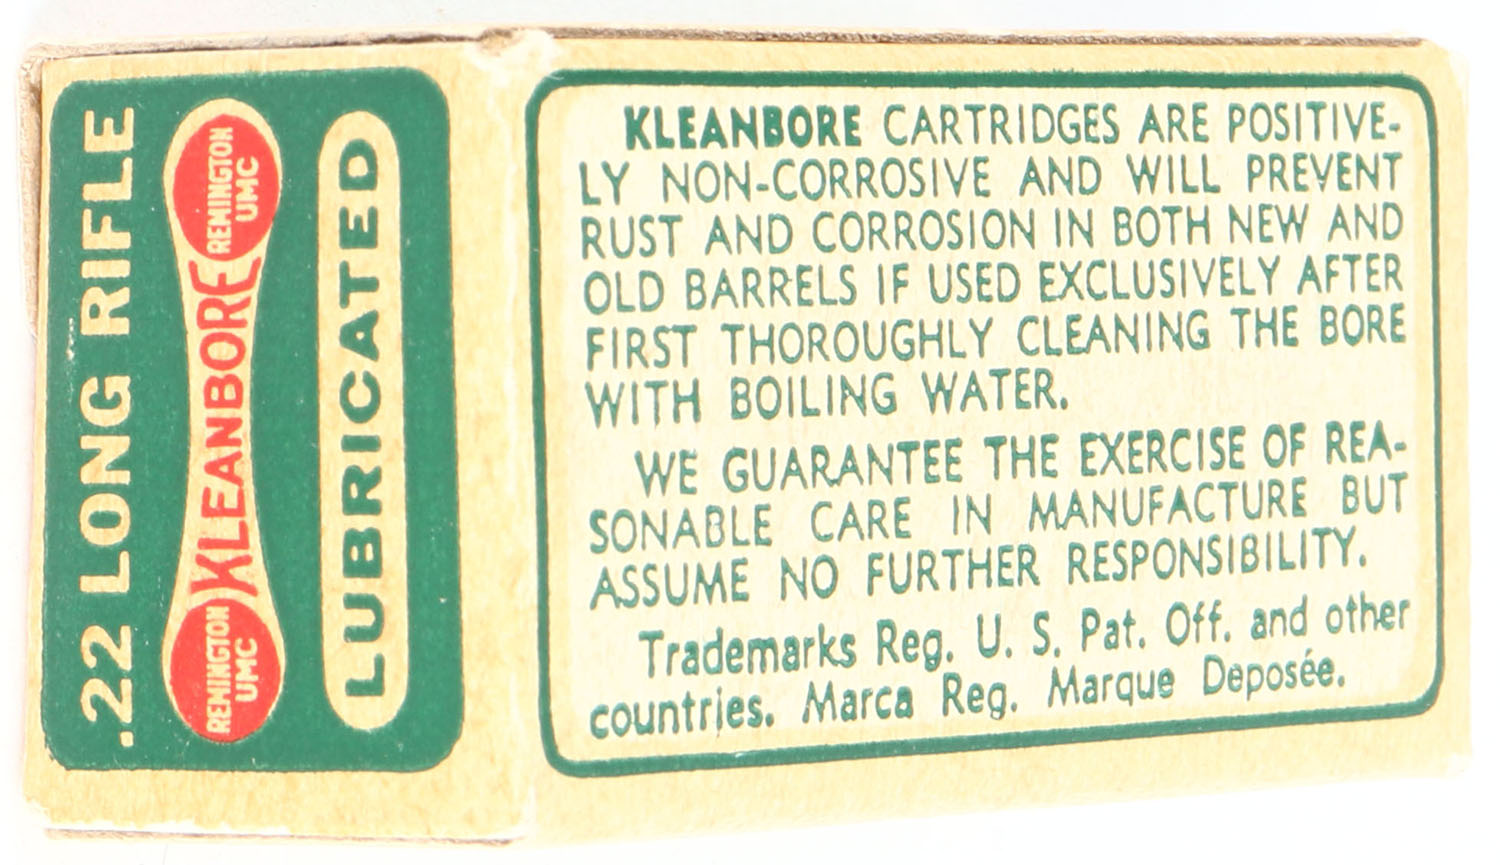 .22 LONG RIFLE
REMINGTON
UMC
KLEANBORE
REMINGTON
UMC
LUBRICATED
KLEANBORE CARTRIDGES ARE POSITIVE-
LY NON-CORROSIVE AND WILL PREVENT
RUST AND CORROSION IN BOTH NEW AND
OLD BARRELS IF USED EXCLUSIVELY AFTER
FIRST THOROUGHLY CLEANING THE BORE
WITH BOILING WATER.
WE GUARANTEE THE EXERCISE OF REA-
SONABLE CARE IN MANUFACTURE BUT
ASSUME NO FURTHER RESPONSIBILITY.
Trademarks Reg. U. S. Pat. Off. and other
countries. Marca Reg. Marque Deposée.